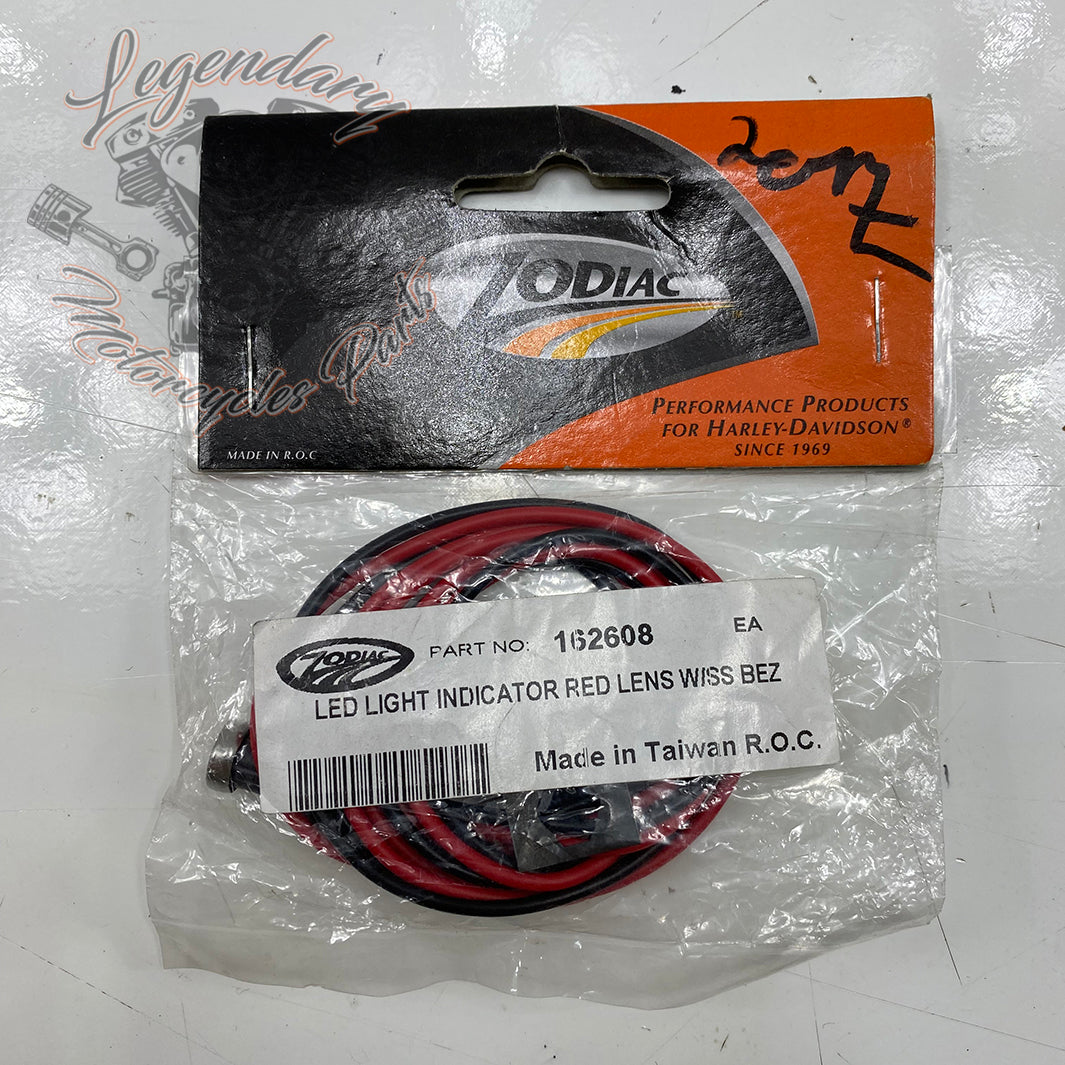 Legendary
Motorcycles Parts
ZODIAC
PERFORMANCE PRODUCTS
FOR HARLEY-DAVIDSON®
SINCE 1969
MADE IN R.O.C
ZODIAC
PART NO: 162608 EA
LED LIGHT INDICATOR RED LENS W/SS BEZ
Made in Taiwan R.O.C.